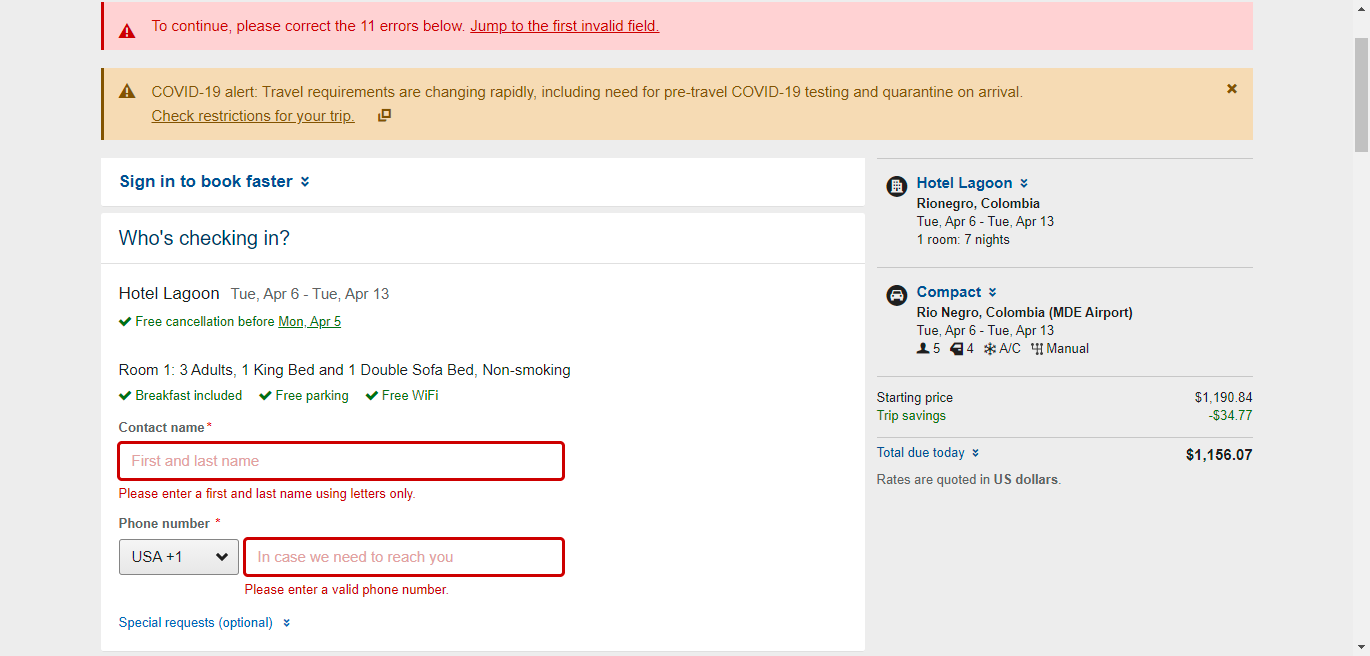 To continue, please correct the 11 errors below. Jump to the first invalid field.
COVID-19 alert: Travel requirements are changing rapidly, including need for pre-travel COVID-19 testing and quarantine on arrival.
Check restrictions for your trip.
Sign in to book faster
Who's checking in?
Hotel Lagoon Tue, Apr 6 - Tue, Apr 13
Free cancellation before Mon, Apr 5
Room 1: 3 Adults, 1 King Bed and 1 Double Sofa Bed, Non-smoking
Breakfast included Free parking Free WiFi
Contact name*
First and last name
Please enter a first and last name using letters only.
Phone number *
USA +1 In case we need to reach you
Please enter a valid phone number.
Special requests (optional)
Hotel Lagoon
Rionegro, Colombia
Tue, Apr 6 - Tue, Apr 13
1 room: 7 nights
Compact
Rio Negro, Colombia (MDE Airport)
Tue, Apr 6 - Tue, Apr 13
5 4 A/C Manual
Starting price $1,190.84
Trip savings -$34.77
Total due today $1,156.07
Rates are quoted in US dollars.